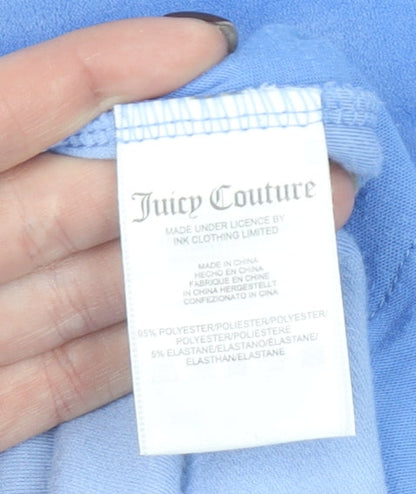 Juicy Couture
MADE UNDER LICENCE BY
INK CLOTHING LIMITED
MADE IN CHINA
HECHO EN CHINA
FABRIQUE EN CHINE
IN CHINA HERGESTELLT
CONFEZIONATO IN CINA
95% POLYESTER/POLIESTER/POLYESTER/
POLYESTER/POLIESTERE
5% ELASTANE/ELASTANO/ÉLASTANE/
ELASTHAN/ELASTANE